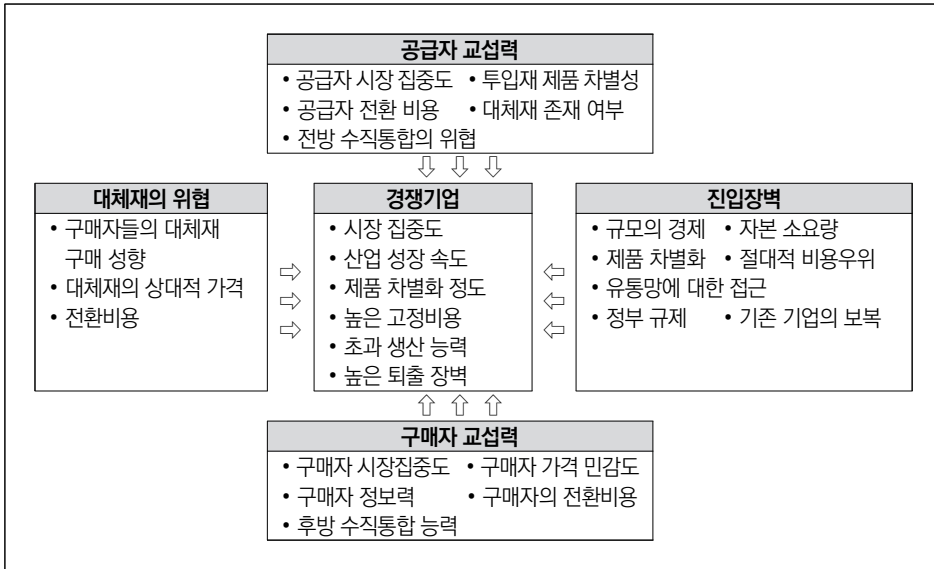 공급자 교섭력
• 공급자 시장 집중도 • 투입재 제품 차별성
• 공급자 전환 비용 • 대체재 존재 여부
• 전방 수직통합의 위협
대체재의 위협
• 구매자들의 대체재
구매 성향
• 대체재의 상대적 가격
• 전환비용
경쟁기업
• 시장 집중도
• 산업 성장 속도
• 제품 차별화 정도
• 높은 고정비용
• 초과 생산 능력
• 높은 퇴출 장벽
진입장벽
• 규모의 경제 • 자본 소요량
• 제품 차별화 • 절대적 비용우위
• 유통망에 대한 접근
• 정부 규제 • 기존 기업의 보복
구매자 교섭력
• 구매자 시장집중도 • 구매자 가격 민감도
• 구매자 정보력 • 구매자의 전환비용
• 후방 수직통합 능력